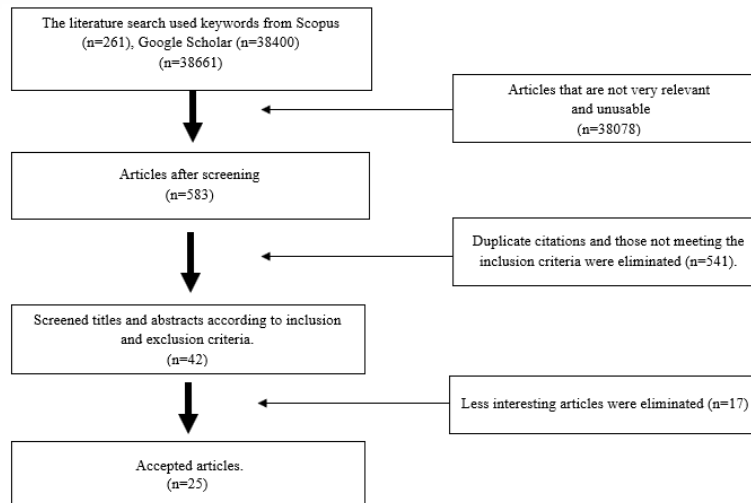 The literature search used keywords from Scopus
(n=261), Google Scholar (n=38400)
(n=38661)
Articles that are not very relevant
and unusable
(n=38078)
Articles after screening
(n=583)
Duplicate citations and those not meeting the
inclusion criteria were eliminated (n=541).
Screened titles and abstracts according to inclusion
and exclusion criteria.
(n=42)
Less interesting articles were eliminated (n=17)
Accepted articles.
(n=25)